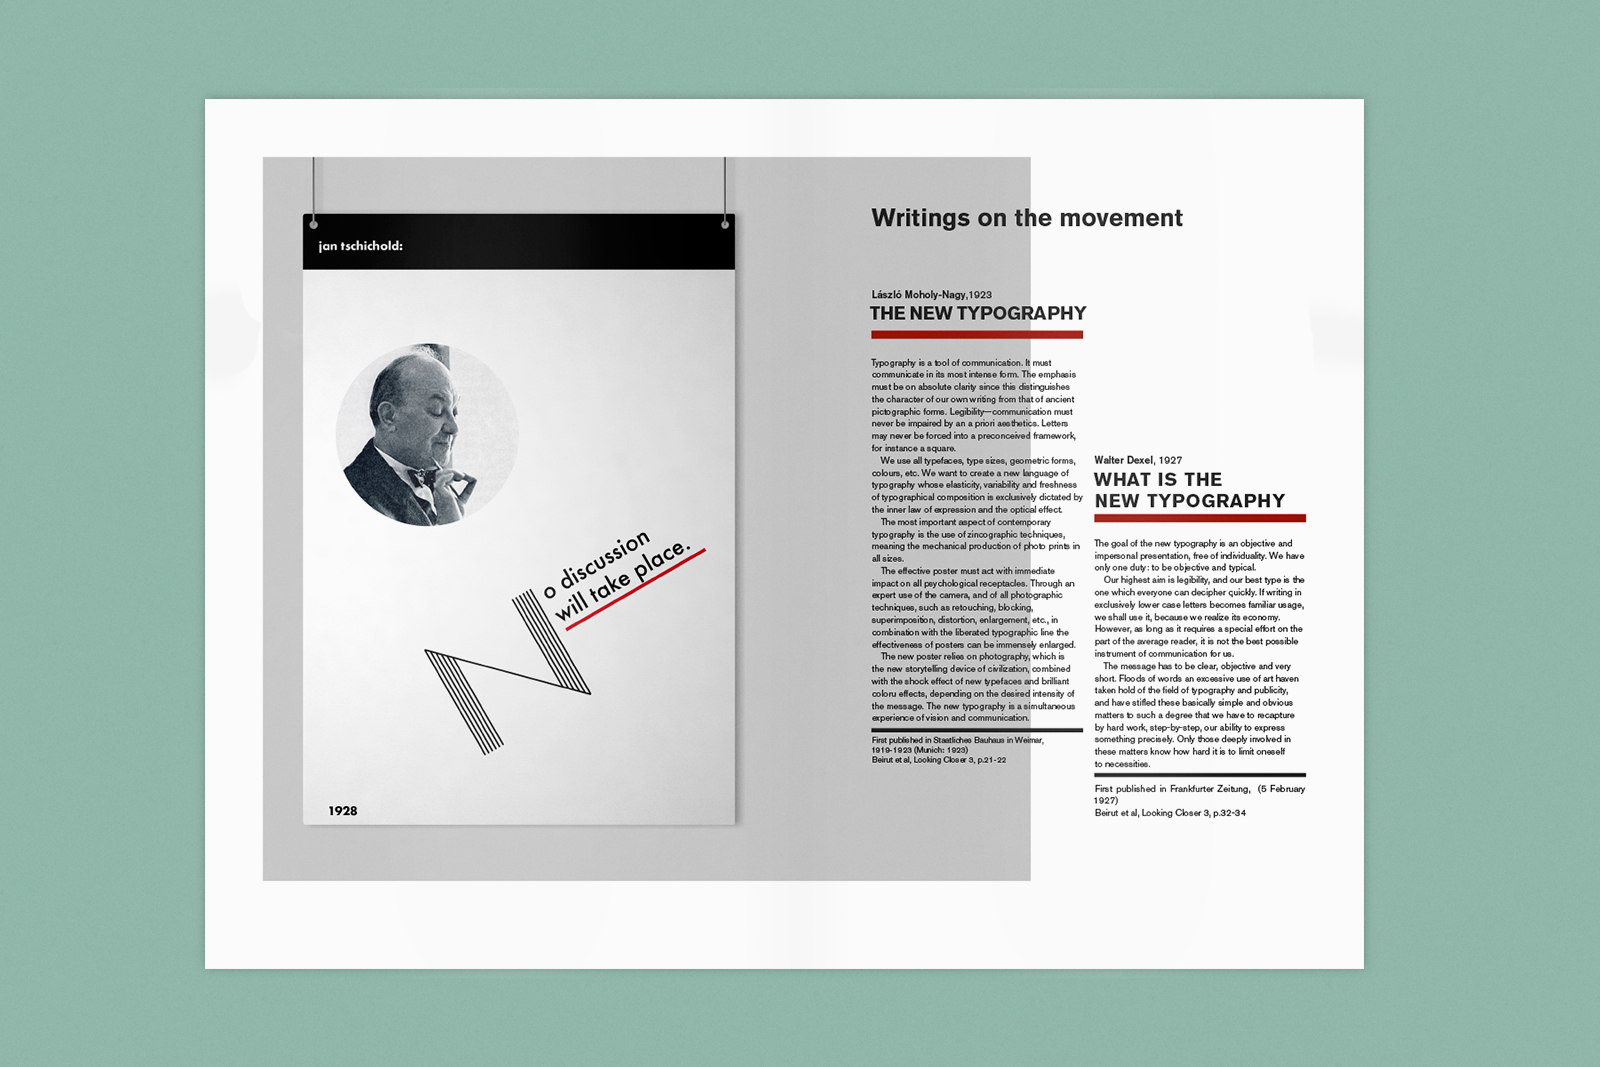 jan tschichold:
No discussion
will take place.
1928
Writings on the movement
László Moholy-Nagy,1923
THE NEW TYPOGRAPHY
Typography is a tool of communication. It must
communicate in its most intense form. The emphasis
must be on absolute clarity since this distinguishes
the character of our own writing from that of ancient
pictographic forms. Legibility—communication must
never be impaired by an a priori aesthetics. Letters
may never be forced into a preconceived framework,
for instance a square.
We use all typefaces, type sizes, geometric forms,
colours, etc. We want to create a new language of
typography whose elasticity, variability and freshness
of typographical composition is exclusively dictated by
the inner law of expression and the optical effect.
The most important aspect of contemporary
typography is the use of zincographic techniques,
meaning the mechanical production of photo prints in
all sizes.
The effective poster must act with immediate
impact on all psychological receptacles. Through an
expert use of the camera, and of all photographic
techniques, such as retouching, blocking,
superimposition, distortion, enlargement, etc., in
combination with the liberated typographic line the
effectiveness of posters can be immensely enlarged.
The new poster relies on photography, which is
the new storytelling device of civilization, combined
with the shock effect of new typefaces and brilliant
coloru effects, depending on the desired intensity of
the message. The new typography is a simultaneous
experience of vision and communication.
First published in Staatliches Bauhaus in Weimar,
1919-1923 (Munich: 1923)
Beirut et al, Looking Closer 3, p.21-22
Walter Dexel, 1927
WHAT IS THE
NEW TYPOGRAPHY
The goal of the new typography is an objective and
impersonal presentation, free of individuality. We have
only one duty: to be objective and typical.
Our highest aim is legibility, and our best type is the
one which everyone can decipher quickly. If writing in
exclusively lower case letters becomes familiar usage,
we shall use it, because we realize its economy.
However, as long as it requires a special effort on the
part of the average reader, it is not the best possible
instrument of communication for us.
The message has to be clear, objective and very
short. Floods of words an excessive use of art haven
taken hold of the field of typography and publicity,
and have stifled these basically simple and obvious
matters to such a degree that we have to recapture
by hard work, step-by-step, our ability to express
something precisely. Only those deeply involved in
these matters know how hard it is to limit oneself
to necessities.
First published in Frankfurter Zeitung, (5 February
1927)
Beirut et al, Looking Closer 3, p.32-34